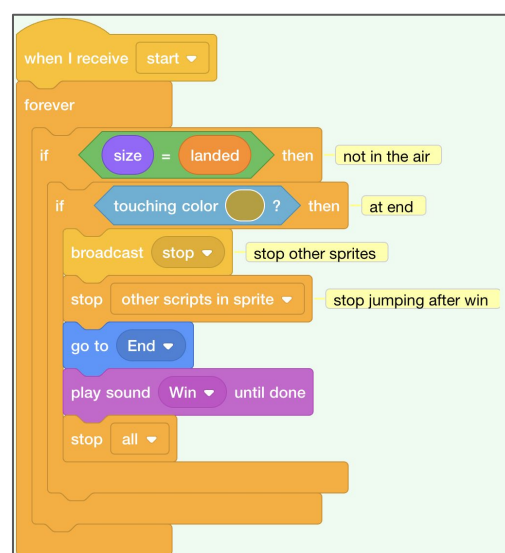 when I receive start
forever
if size = landed then not in the air
if touching color ? then at end
broadcast stop stop other sprites
stop other scripts in sprite stop jumping after win
go to End
play sound Win until done
stop all